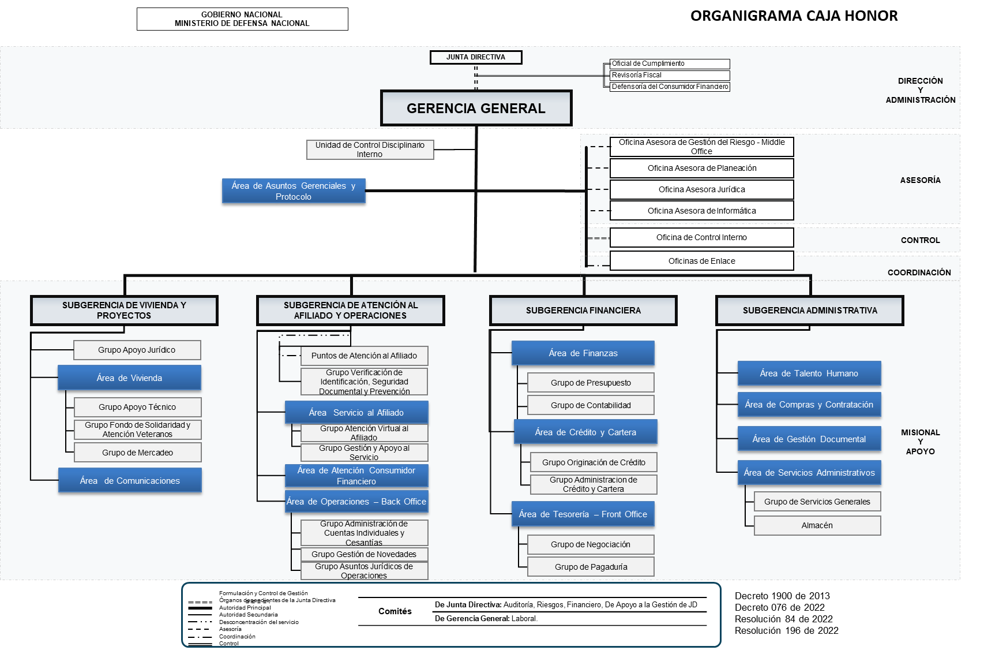 GOBIERNO NACIONAL
MINISTERIO DE DEFENSA NACIONAL
ORGANIGRAMA CAJA HONOR
JUNTA DIRECTIVA
Oficial de Cumplimiento
Revisoría Fiscal
Defensoría del Consumidor Financiero
DIRECCIÓN
Y
ADMINISTRACIÓN
GERENCIA GENERAL
Unidad de Control Disciplinario
Interno
Área de Asuntos Gerenciales y
Protocolo
Oficina Asesora de Gestión del Riesgo - Middle
Office
Oficina Asesora de Planeación
Oficina Asesora Jurídica
Oficina Asesora de Informática
ASESORÍA
Oficina de Control Interno
CONTROL
Oficinas de Enlace
COORDINACIÓN
SUBGERENCIA DE VIVIENDA Y
PROYECTOS
Grupo Apoyo Jurídico
Área de Vivienda
Grupo Apoyo Técnico
Grupo Fondo de Solidaridad y
Atención Veteranos
Grupo de Mercadeo
Área de Comunicaciones
SUBGERENCIA DE ATENCIÓN AL
AFILIADO Y OPERACIONES
Puntos de Atención al Afiliado
Grupo Verificación de
Identificación, Seguridad
Documental y Prevención
Área Servicio al Afiliado
Grupo Atención Virtual al
Afiliado
Grupo Gestión y Apoyo al
Servicio
Área de Atención Consumidor
Financiero
Área de Operaciones – Back Office
Grupo Administración de
Cuentas Individuales y
Cesantías
Grupo Gestión de Novedades
Grupo Asuntos Jurídicos de
Operaciones
SUBGERENCIA FINANCIERA
Área de Finanzas
Grupo de Presupuesto
Grupo de Contabilidad
Área de Crédito y Cartera
Grupo Originación de Crédito
Grupo Administracion de
Crédito y Cartera
Área de Tesorería – Front Office
Grupo de Negociación
Grupo de Pagaduría
SUBGERENCIA ADMINISTRATIVA
Área de Talento Humano
Área de Compras y Contratación
Área de Gestión Documental
Área de Servicios Administrativos
Grupo de Servicios Generales
Almacén
MISIONAL
Y
APOYO
Formulación y Control de Gestión
Órganos dependientes de la Junta Directiva
Autoridad Principal
Autoridad Secundaria
Desconcentración del servicio
Asesoría
Coordinación
Control
Comités
De Junta Directiva: Auditoría, Riesgos, Financiero, De Apoyo a la Gestión de JD
De Gerencia General: Laboral.
Decreto 1900 de 2013
Decreto 076 de 2022
Resolución 84 de 2022
Resolución 196 de 2022